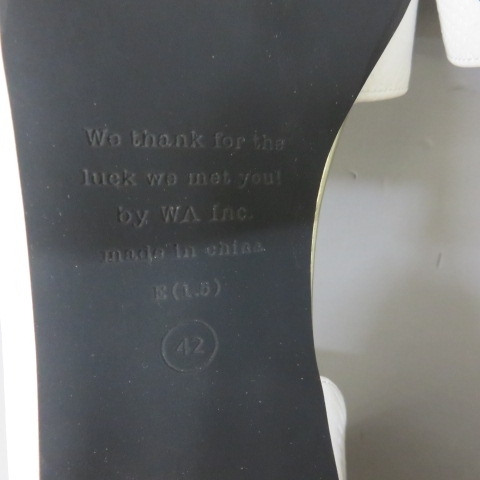 We thank for the
luck we met you!
by WA inc.
made in china
E(1.5)
42